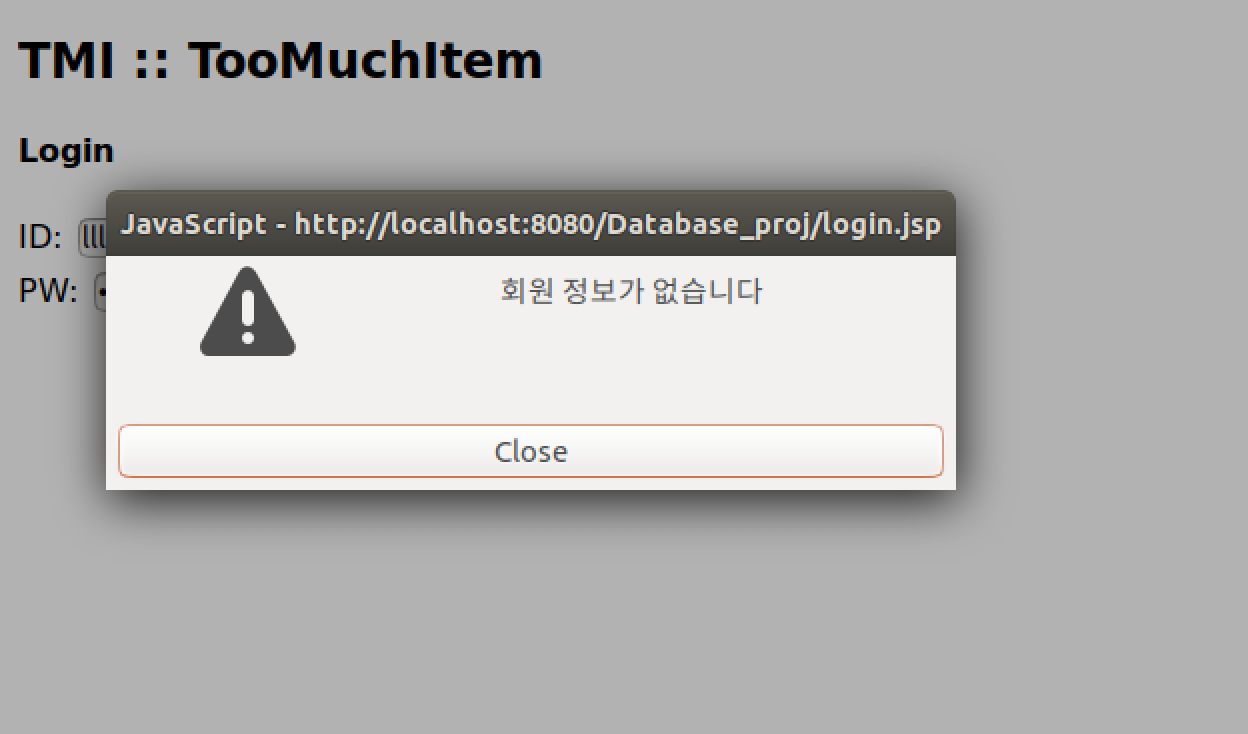 TMI :: TooMuchItem
Login
JavaScript - http://localhost:8080/Database_proj/login.jsp
ID:
PW:
회원 정보가 없습니다
Close